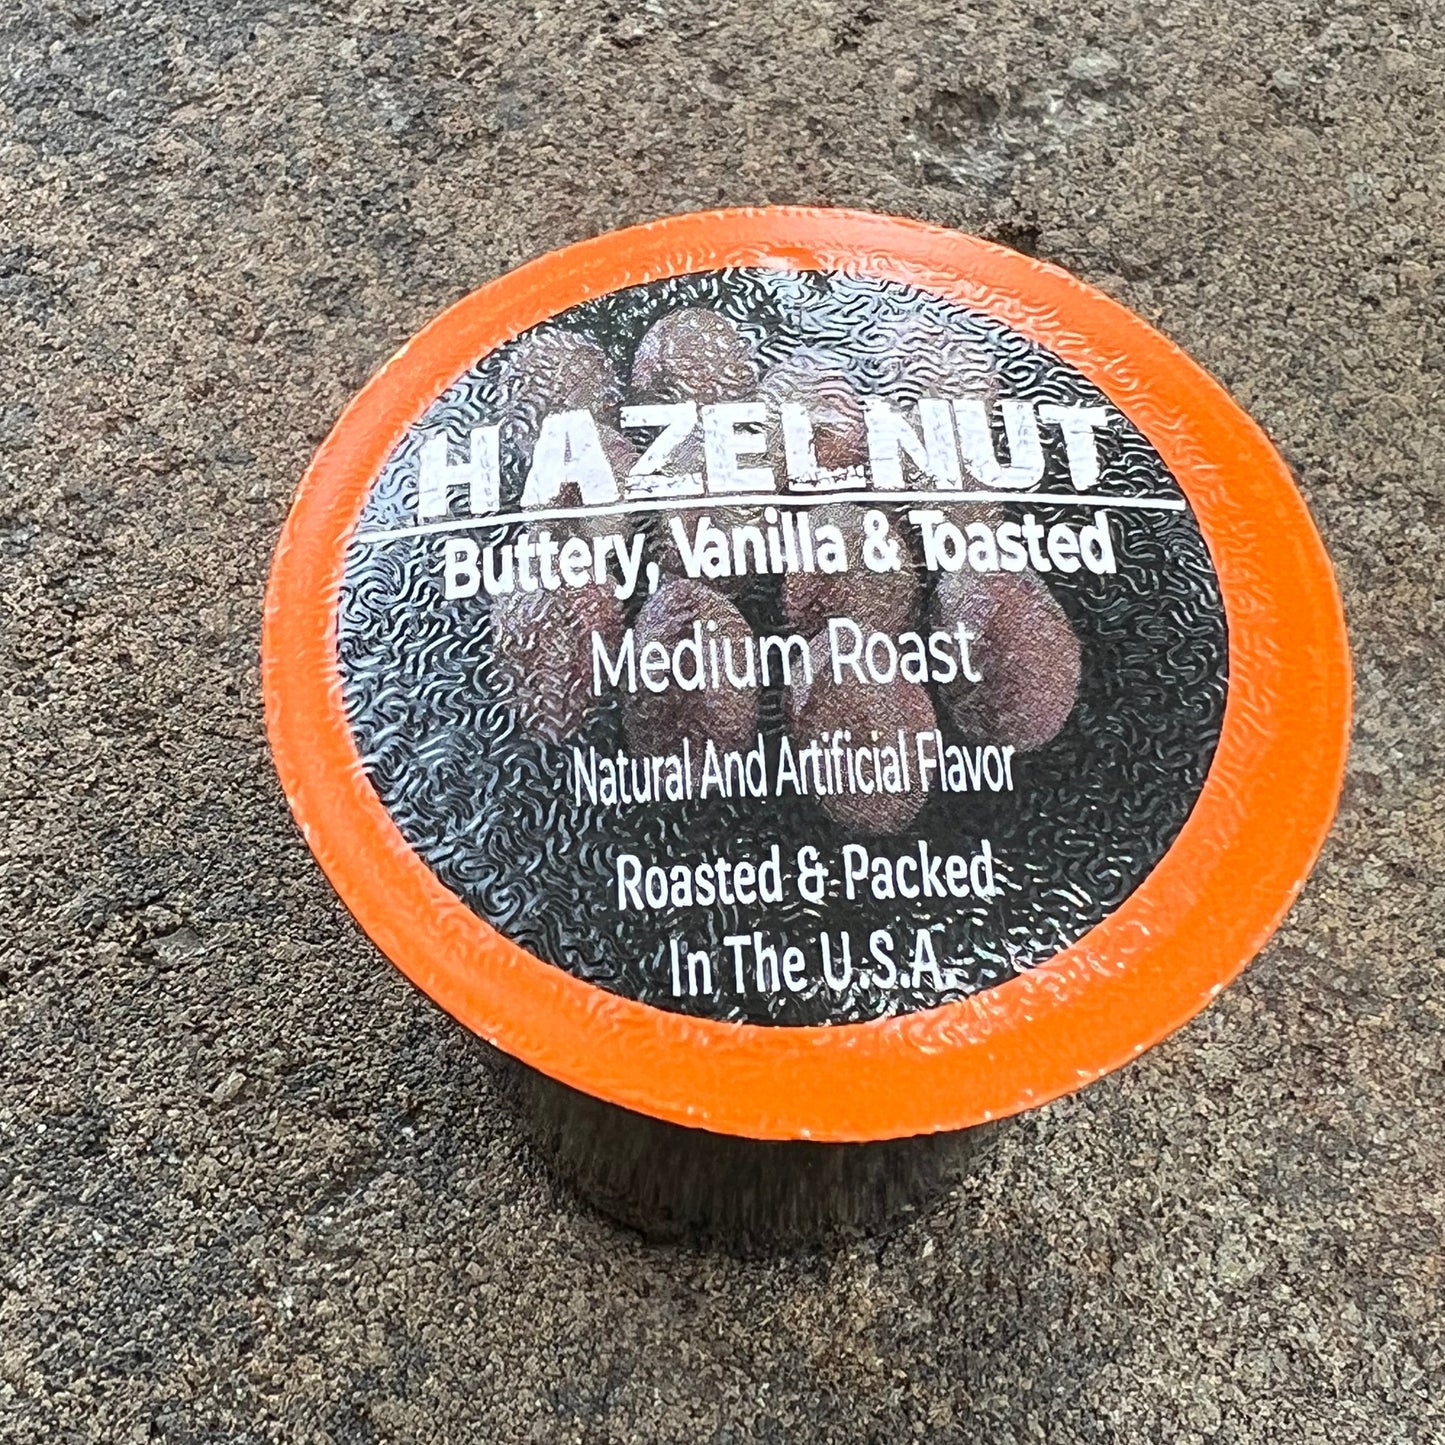 HAZELNUT
Buttery, Vanilla & Toasted
Medium Roast
Natural And Artificial Flavor
Roasted & Packed
In The U.S.A.